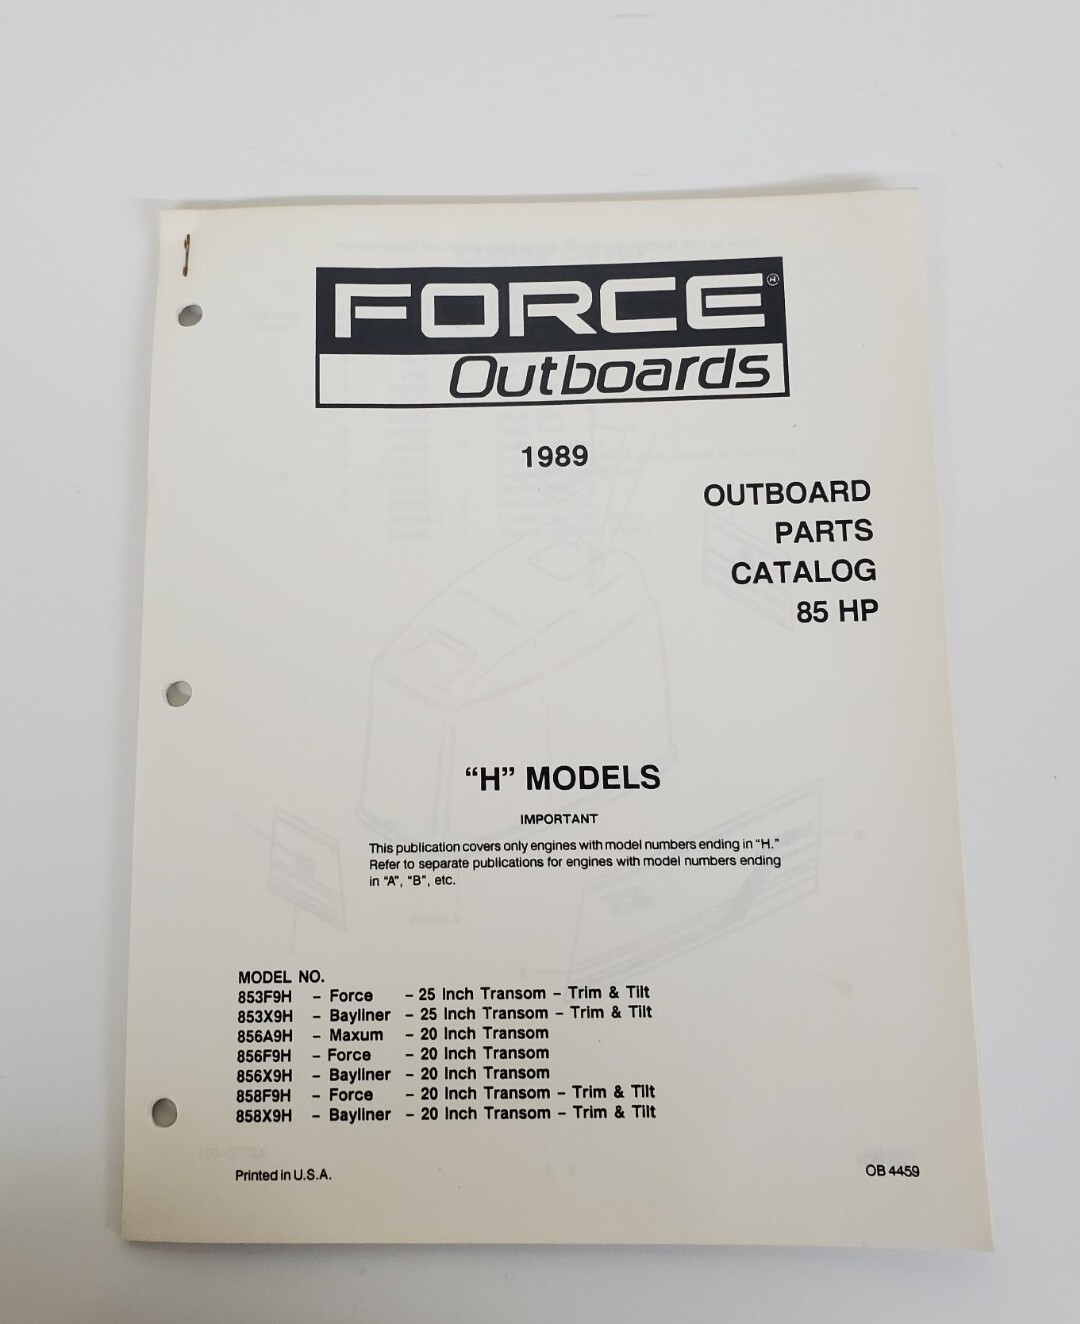 FORCE®
Outboards
1989
OUTBOARD
PARTS
CATALOG
85 HP
“H” MODELS
IMPORTANT
This publication covers only engines with model numbers ending in “H.”
Refer to separate publications for engines with model numbers ending
in “A”, “B”, etc.
MODEL NO.
853F9H – Force – 25 Inch Transom – Trim & Tilt
853X9H – Bayliner – 25 Inch Transom – Trim & Tilt
856A9H – Maxum – 20 Inch Transom
856F9H – Force – 20 Inch Transom
856X9H – Bayliner – 20 Inch Transom
858F9H – Force – 20 Inch Transom – Trim & Tilt
858X9H – Bayliner – 20 Inch Transom – Trim & Tilt
Printed in U.S.A.
OB 4459